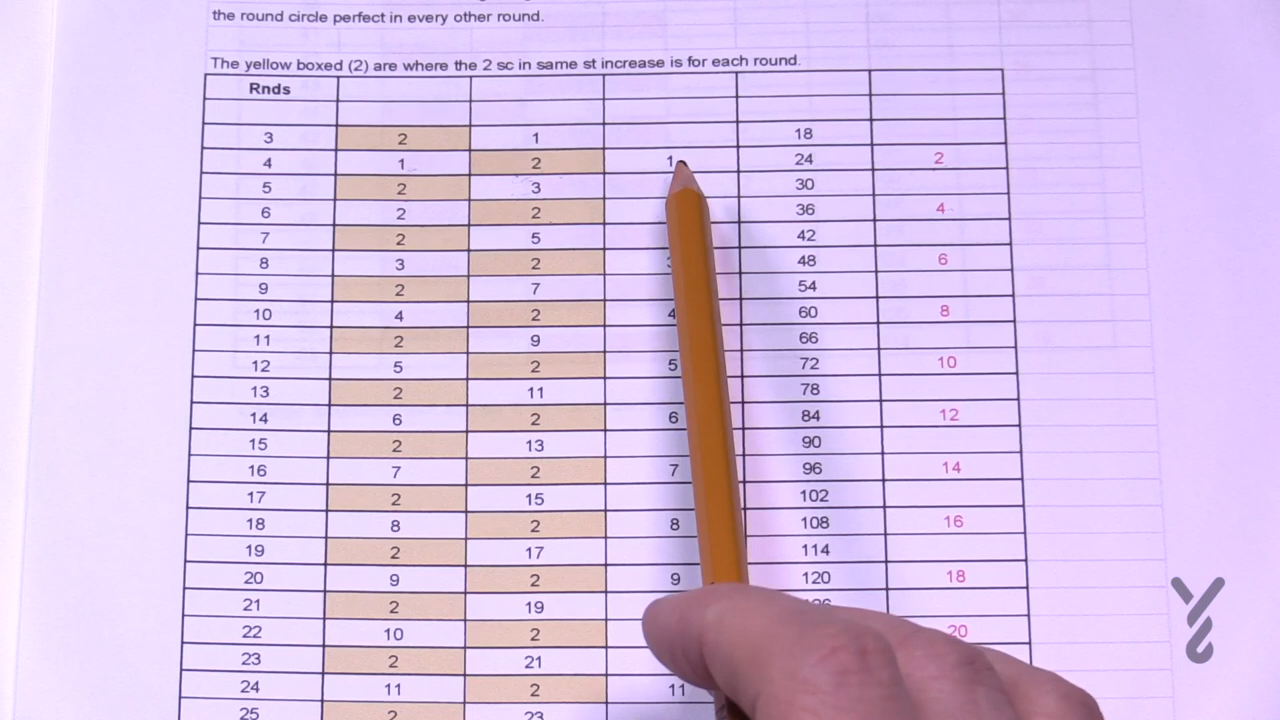 the round circle perfect in every other round.
The yellow boxed (2) are where the 2 sc in same st increase is for each round.
Rnds
3 2 1 18
4 1 2 1 24 2
5 2 3 30
6 2 2 36 4
7 2 5 42
8 3 2 48 6
9 2 7 54
10 4 2 4 60 8
11 2 9 66
12 5 2 5 72 10
13 2 11 78
14 6 2 6 84 12
15 2 13 90
16 7 2 7 96 14
17 2 15 102
18 8 2 8 108 16
19 2 17 114
20 9 2 9 120 18
21 2 19
22 10 2 20
23 2 21
24 11 2 11
25 2 23